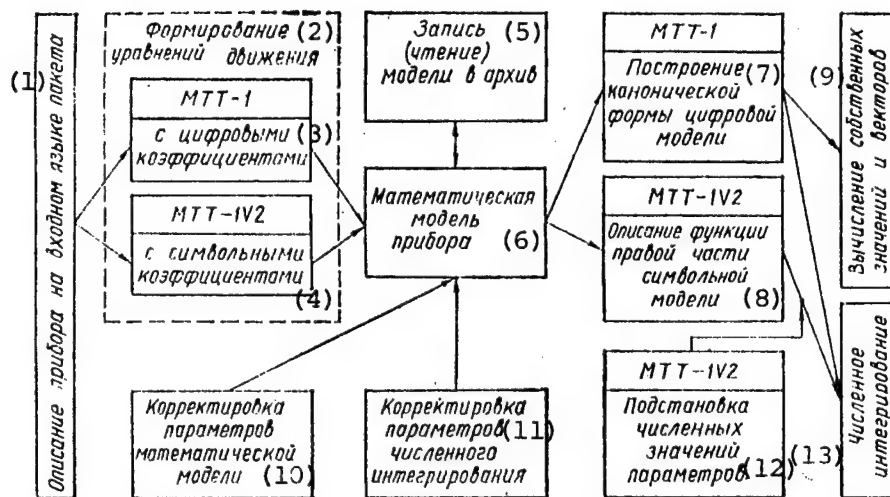 (1)
Описание прибора на входном языке пакета
Формирование (2)
уравнений движения
МТТ-1
с цифровыми (3)
коэффициентами
МТТ-1V2
с символьными
коэффициентами
(4)
Запись (5)
(чтение)
модели в архив
Математическая
модель
прибора (6)
МТТ-1
Построение (7)
канонической
формы цифровой
модели
МТТ-1V2
Описание функции
правой части
символьной
модели (8)
(9)
Вычисление собственных
значений и векторов
Корректировка
параметров
математической
модели (10)
Корректировка
параметров (11)
численного
интегрирования
МТТ-1V2
Подстановка
численных
значений
параметров (12)
(13)
Численное
интегрирование